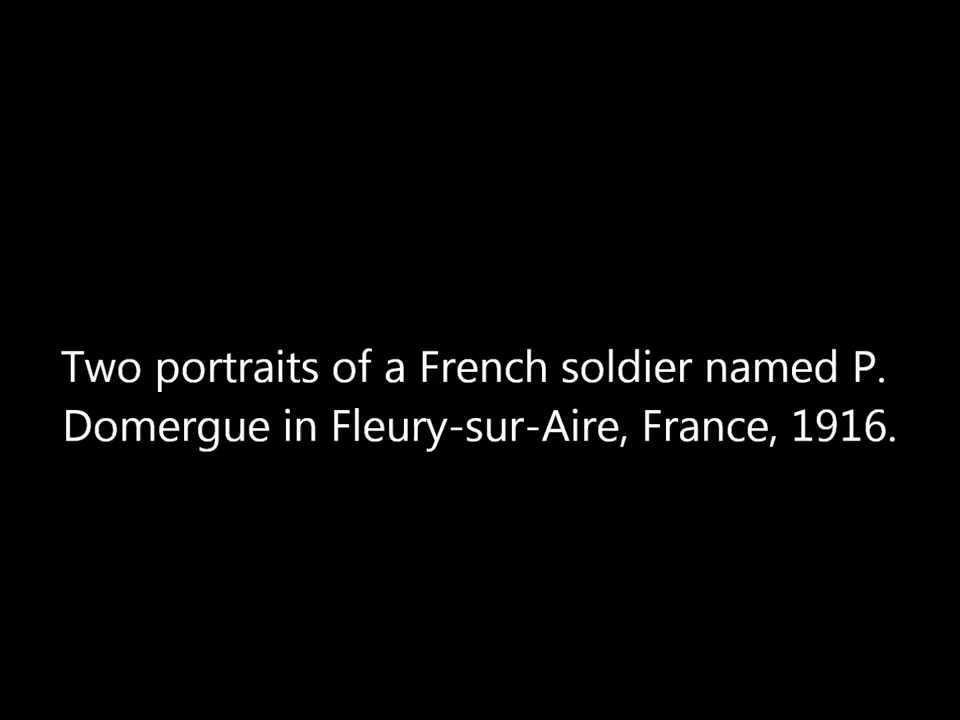 Two portraits of a French soldier named P.
Domergue in Fleury-sur-Aire, France, 1916.